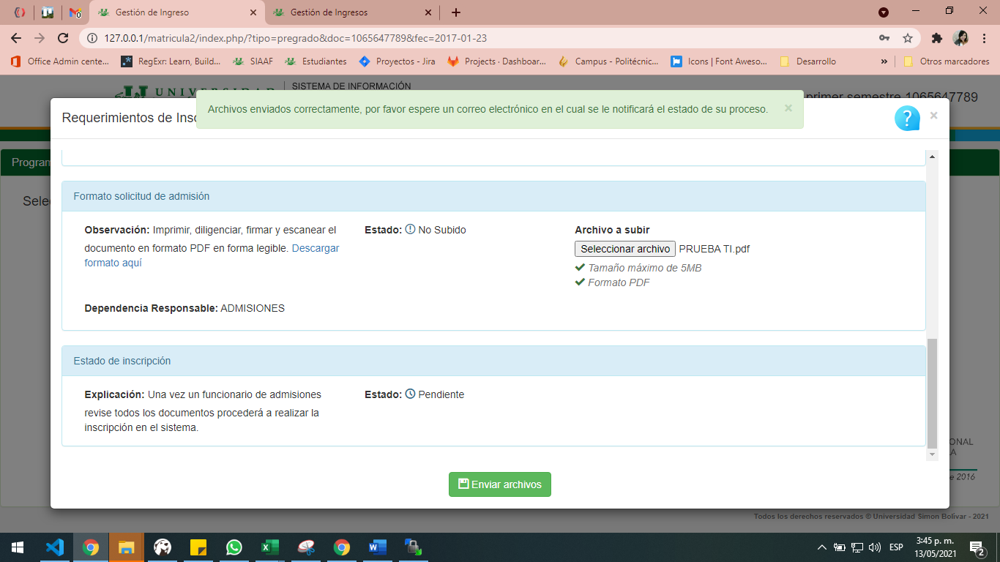 Gestión de Ingreso
Gestión de Ingresos
127.0.0.1/matricula2/index.php/?tipo=pregrado&doc=1065647789&fec=2017-01-23
Office Admin cente...
RegExr: Learn, Build...
SIAAF
Estudiantes
Proyectos - Jira
Projects · Dashboar...
Campus - Politécnic...
Icons | Font Aweso...
Desarrollo
»
Otros marcadores
UNIVERSIDAD
SISTEMA DE INFORMACIÓN
primer semestre 1065647789
Archivos enviados correctamente, por favor espere un correo electrónico en el cual se le notificará el estado de su proceso. ×
Requerimientos de Insc
?
×
Program
Sele
Formato solicitud de admisión
Observación: Imprimir, diligenciar, firmar y escanear el
documento en formato PDF en forma legible. Descargar
formato aquí
Estado: No Subido
Archivo a subir
Seleccionar archivo PRUEBA TI.pdf
Tamaño máximo de 5MB
Formato PDF
Dependencia Responsable: ADMISIONES
Estado de inscripción
Explicación: Una vez un funcionario de admisiones
revise todos los documentos procederá a realizar la
inscripción en el sistema.
Estado: Pendiente
ONAL
LA
e 2016
Enviar archivos
Todos los derechos reservados © Universidad Simon Bolivar - 2021
ESP
3:45 p. m.
13/05/2021
2